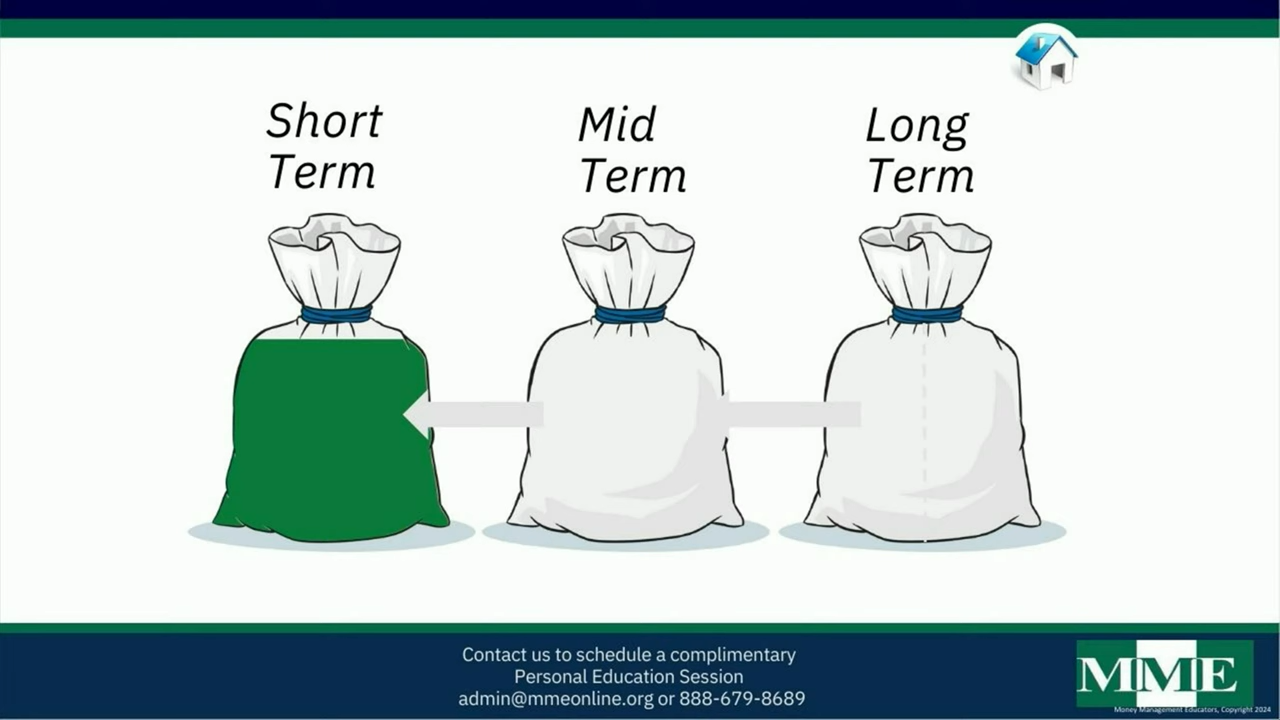 Short
Term
Mid
Term
Long
Term
Contact us to schedule a complimentary
Personal Education Session
admin@mmeonline.org or 888-679-8689
MME
Money Management Educators, Copyright 2024